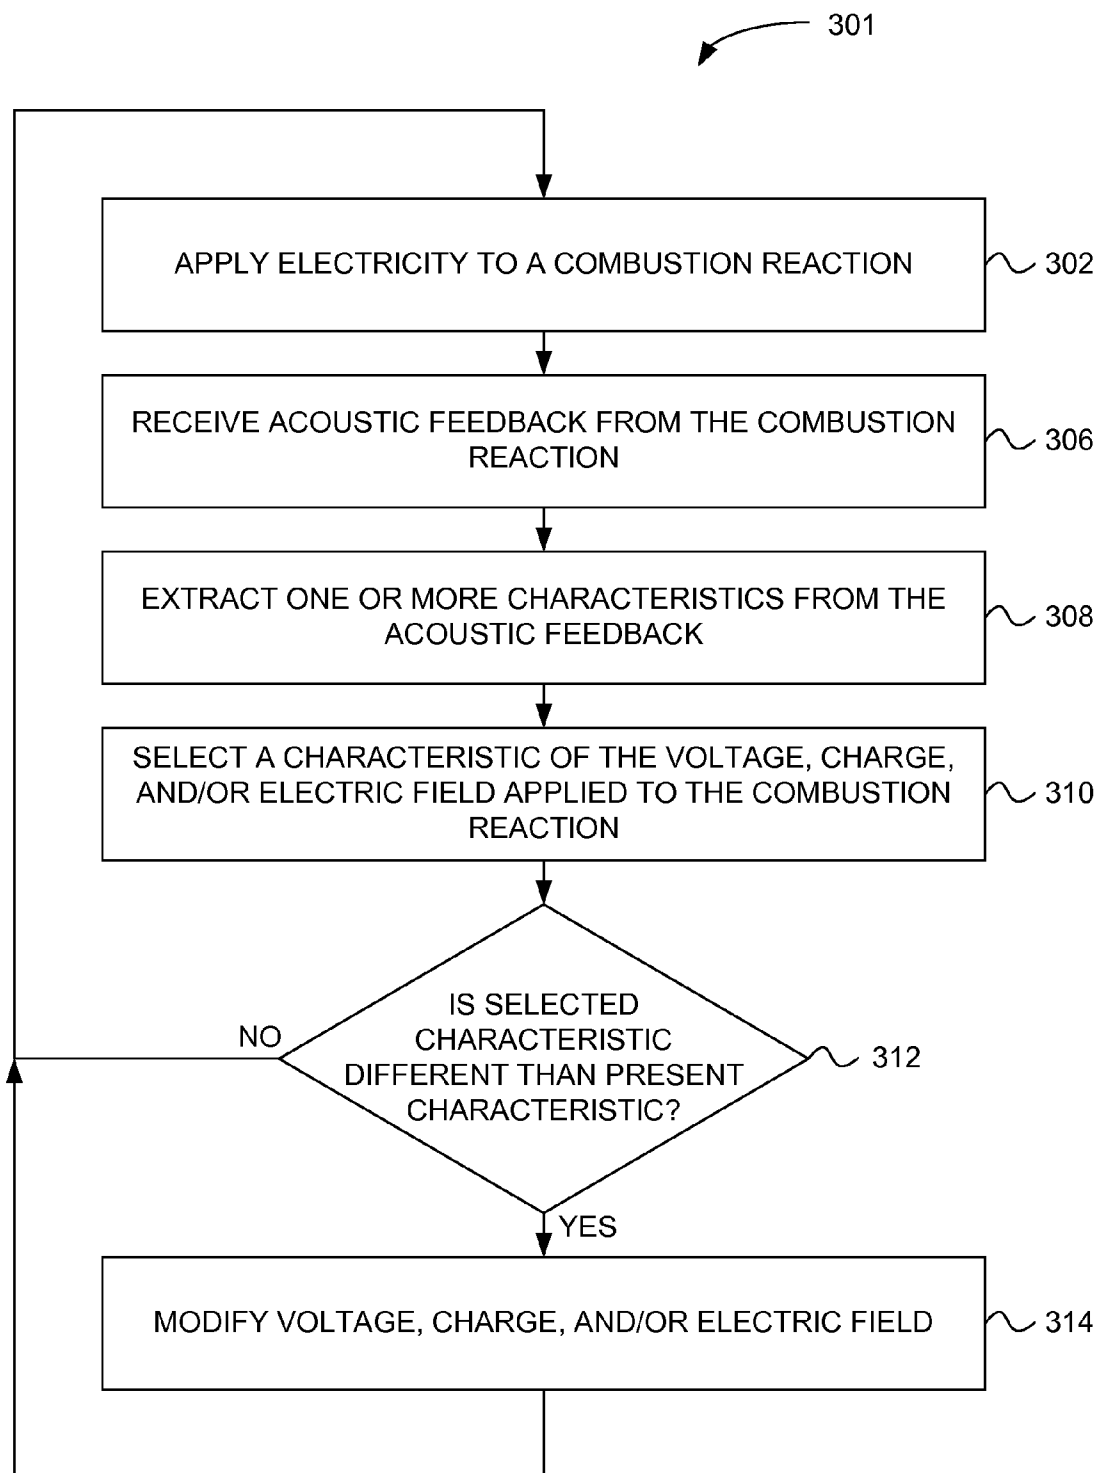 301
APPLY ELECTRICITY TO A COMBUSTION REACTION
302
RECEIVE ACOUSTIC FEEDBACK FROM THE COMBUSTION
REACTION
306
EXTRACT ONE OR MORE CHARACTERISTICS FROM THE
ACOUSTIC FEEDBACK
308
SELECT A CHARACTERISTIC OF THE VOLTAGE, CHARGE,
AND/OR ELECTRIC FIELD APPLIED TO THE COMBUSTION
REACTION
310
IS SELECTED
CHARACTERISTIC
DIFFERENT THAN PRESENT
CHARACTERISTIC?
312
NO
YES
MODIFY VOLTAGE, CHARGE, AND/OR ELECTRIC FIELD
314